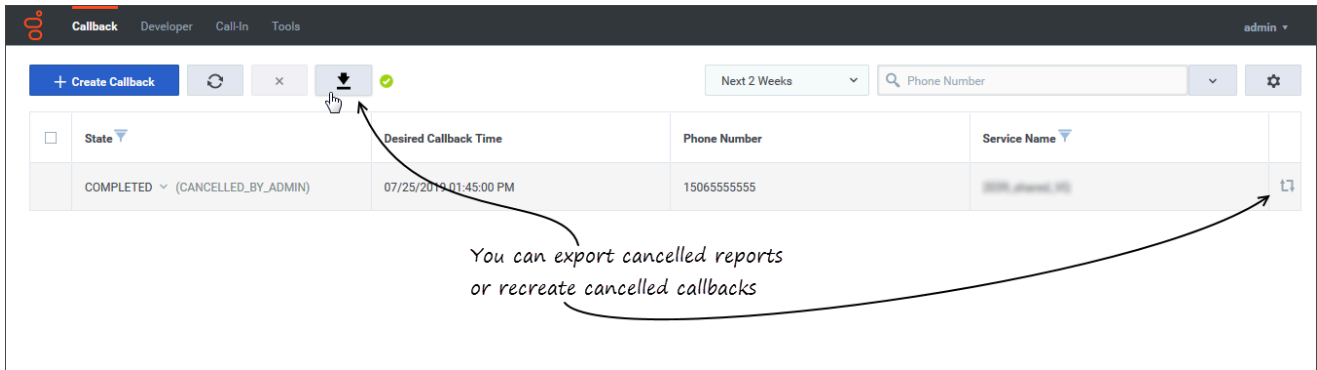 Callback Developer Call-In Tools admin
+ Create Callback Next 2 Weeks Phone Number
State Desired Callback Time Phone Number Service Name
COMPLETED (CANCELLED_BY_ADMIN) 07/25/2019 01:45:00 PM 15065555555
You can export cancelled reports
or recreate cancelled callbacks